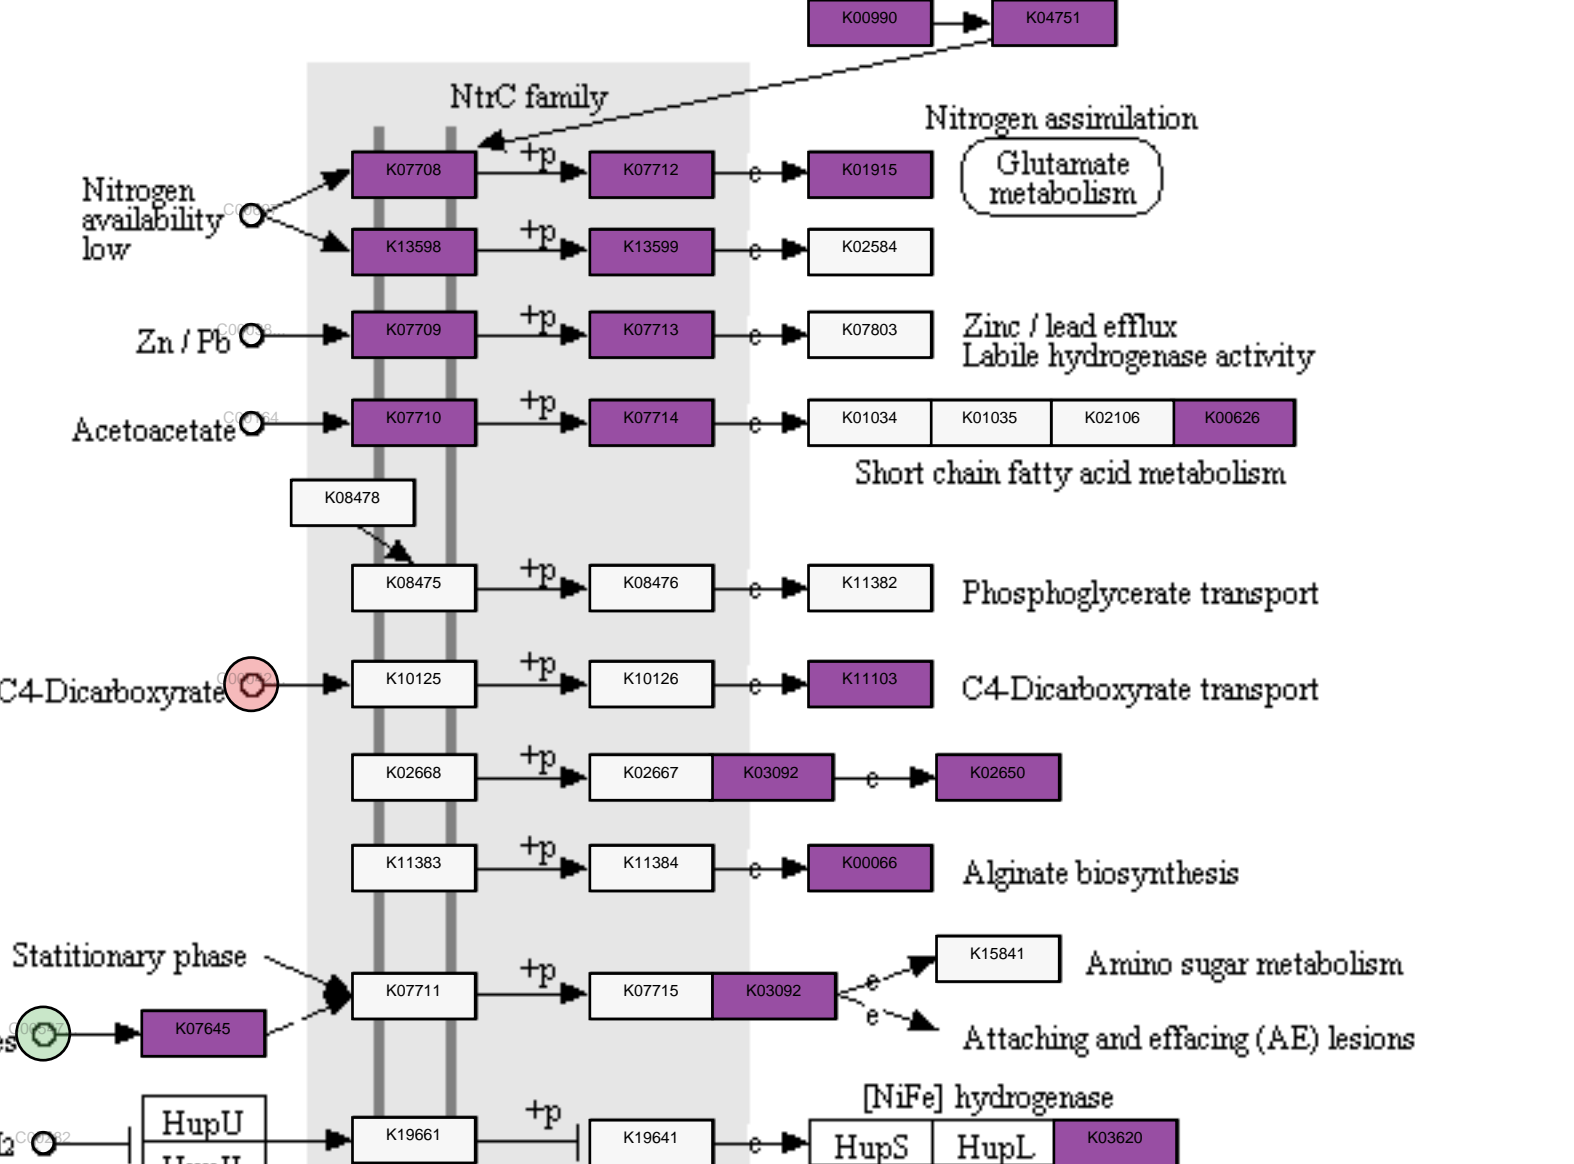 K00990 K04751
NtrC family
Nitrogen assimilation
Nitrogen
availability
low
K07708 +p K07712 e K01915
Glutamate
metabolism
K13598 +p K13599 e K02584
Zn / Pb K07709 +p K07713 e K07803
Zinc / lead efflux
Labile hydrogenase activity
Acetoacetate K07710 +p K07714 e K01034 K01035 K02106 K00626
Short chain fatty acid metabolism
K08478
K08475 +p K08476 e K11382 Phosphoglycerate transport
C4-Dicarboxyrate K10125 +p K10126 e K11103 C4-Dicarboxyrate transport
K02668 +p K02667 K03092 e K02650
K11383 +p K11384 e K00066 Alginate biosynthesis
Statitionary phase
K07711 +p K07715 K03092 e K15841 Amino sugar metabolism
e Attaching and effacing (AE) lesions
es K07645
[NiFe] hydrogenase
C00282 HupU K19661 +p K19641 e HupS HupL K03620